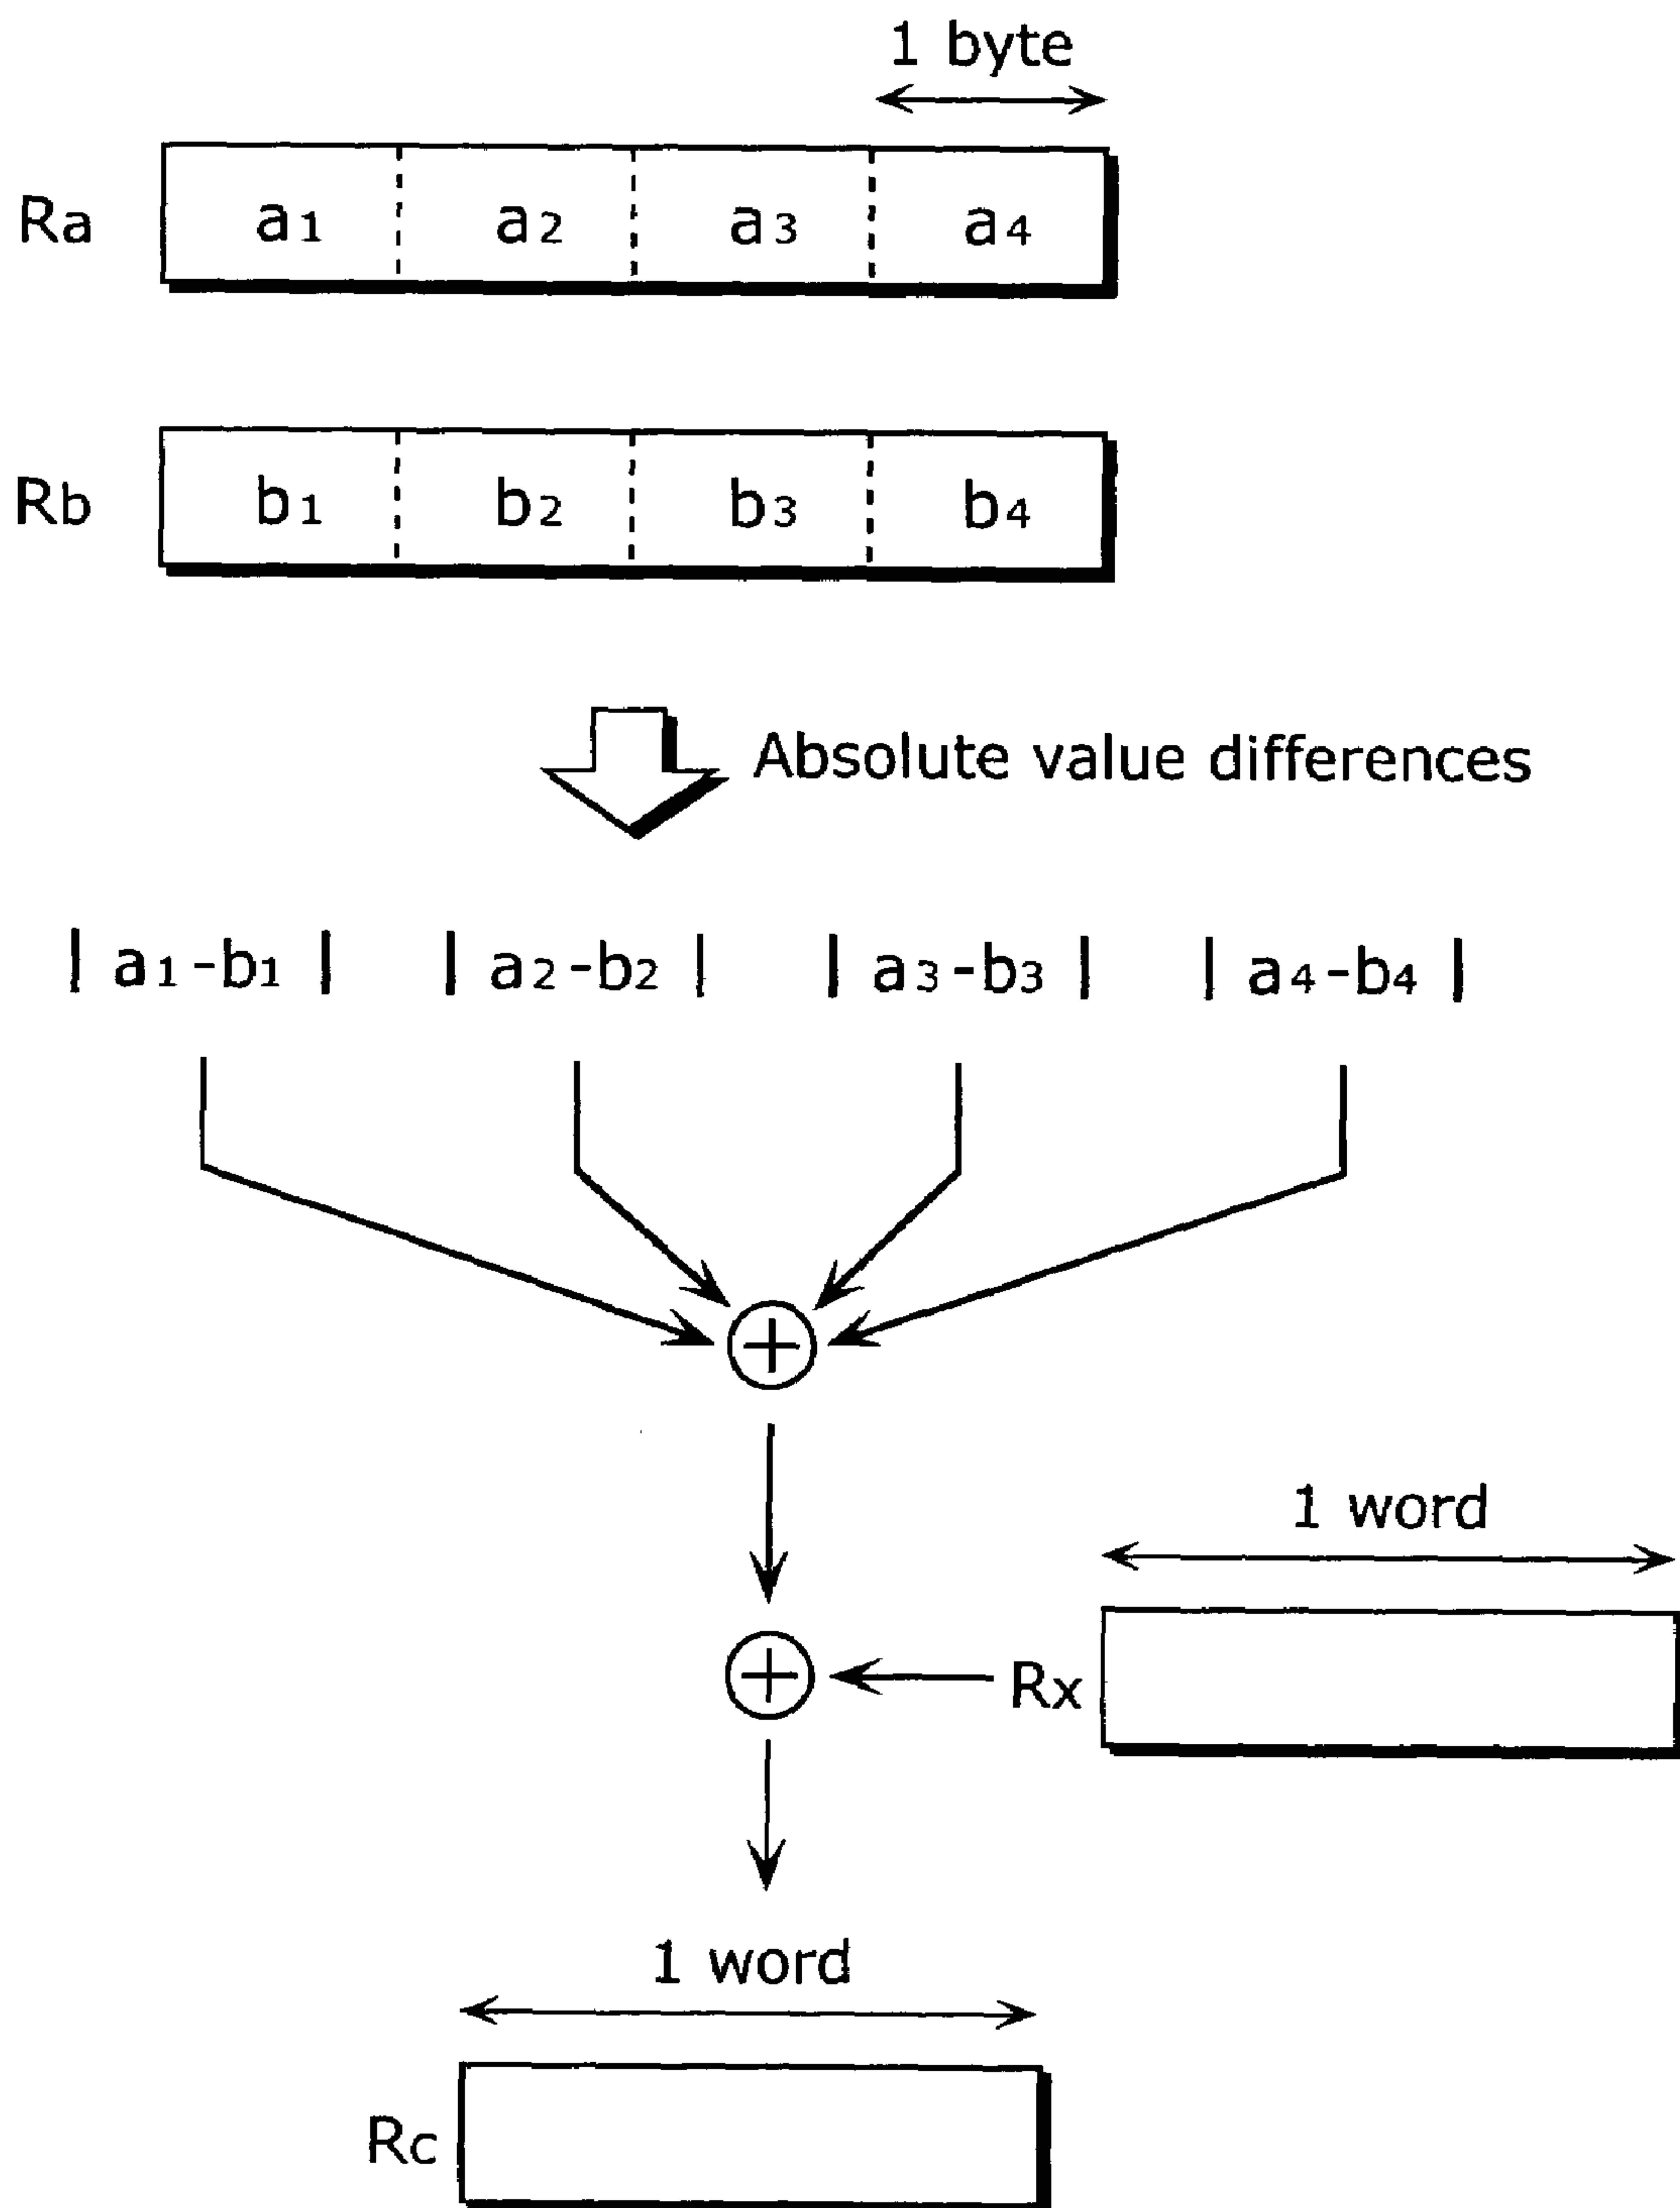 1 byte
Ra a1 a2 a3 a4
Rb b1 b2 b3 b4
Absolute value differences
| a1-b1 | | a2-b2 | | a3-b3 | | a4-b4 |
+
1 word
+ Rx
1 word
Rc